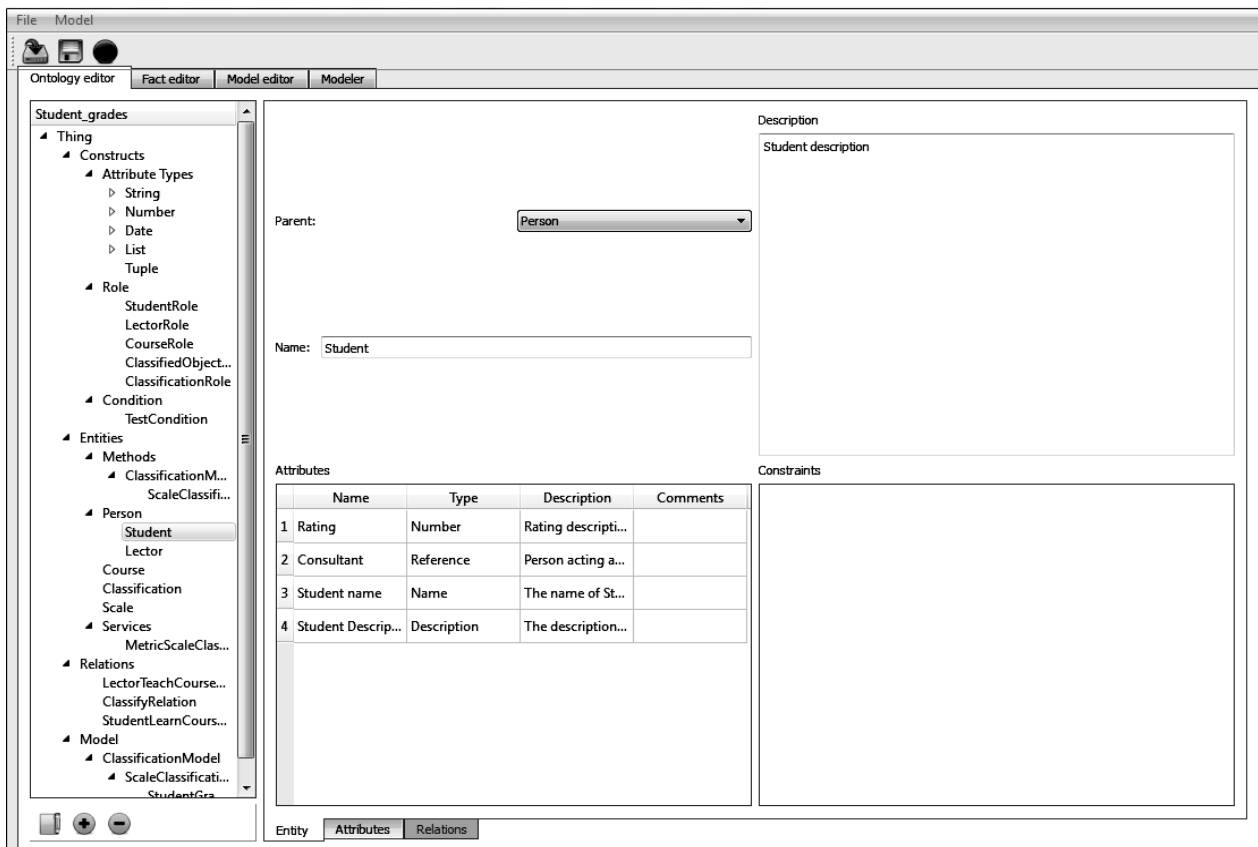 File Model
Ontology editor Fact editor Model editor Modeler
Student_grades
Thing
Constructs
Attribute Types
String
Number
Date
List
Tuple
Role
StudentRole
LectorRole
CourseRole
ClassifiedObject...
ClassificationRole
Condition
TestCondition
Entities
Methods
ClassificationM...
ScaleClassifi...
Person
Student
Lector
Course
Classification
Scale
Services
MetricScaleClas...
Relations
LectorTeachCourse...
ClassifyRelation
StudentLearnCours...
Model
ClassificationModel
ScaleClassificati...
StudentGra
Parent: Person
Name: Student
Description
Student description
Attributes
Name Type Description Comments
1 Rating Number Rating descripti...
2 Consultant Reference Person acting a...
3 Student name Name The name of St...
4 Student Descrip... Description The description...
Constraints
Entity Attributes Relations